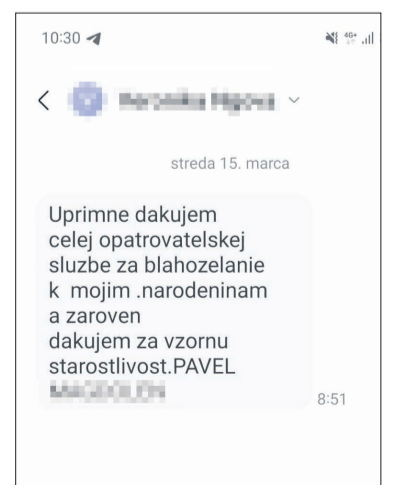 10:30
4G+
streda 15. marca
Uprimne dakujem
celej opatrovatelskej
sluzbe za blahozelanie
k mojim .narodeninam
a zaroven
dakujem za vzornu
starostlivost.PAVEL
8:51